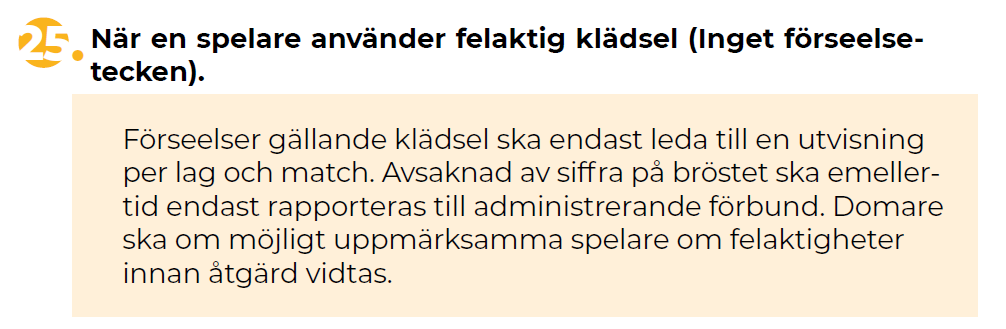 25. När en spelare använder felaktig klädsel (Inget förseelse-
tecken).
Förseelser gällande klädsel ska endast leda till en utvisning
per lag och match. Avsaknad av siffra på bröstet ska emeller-
tid endast rapporteras till administrerande förbund. Domare
ska om möjligt uppmärksamma spelare om felaktigheter
innan åtgärd vidtas.